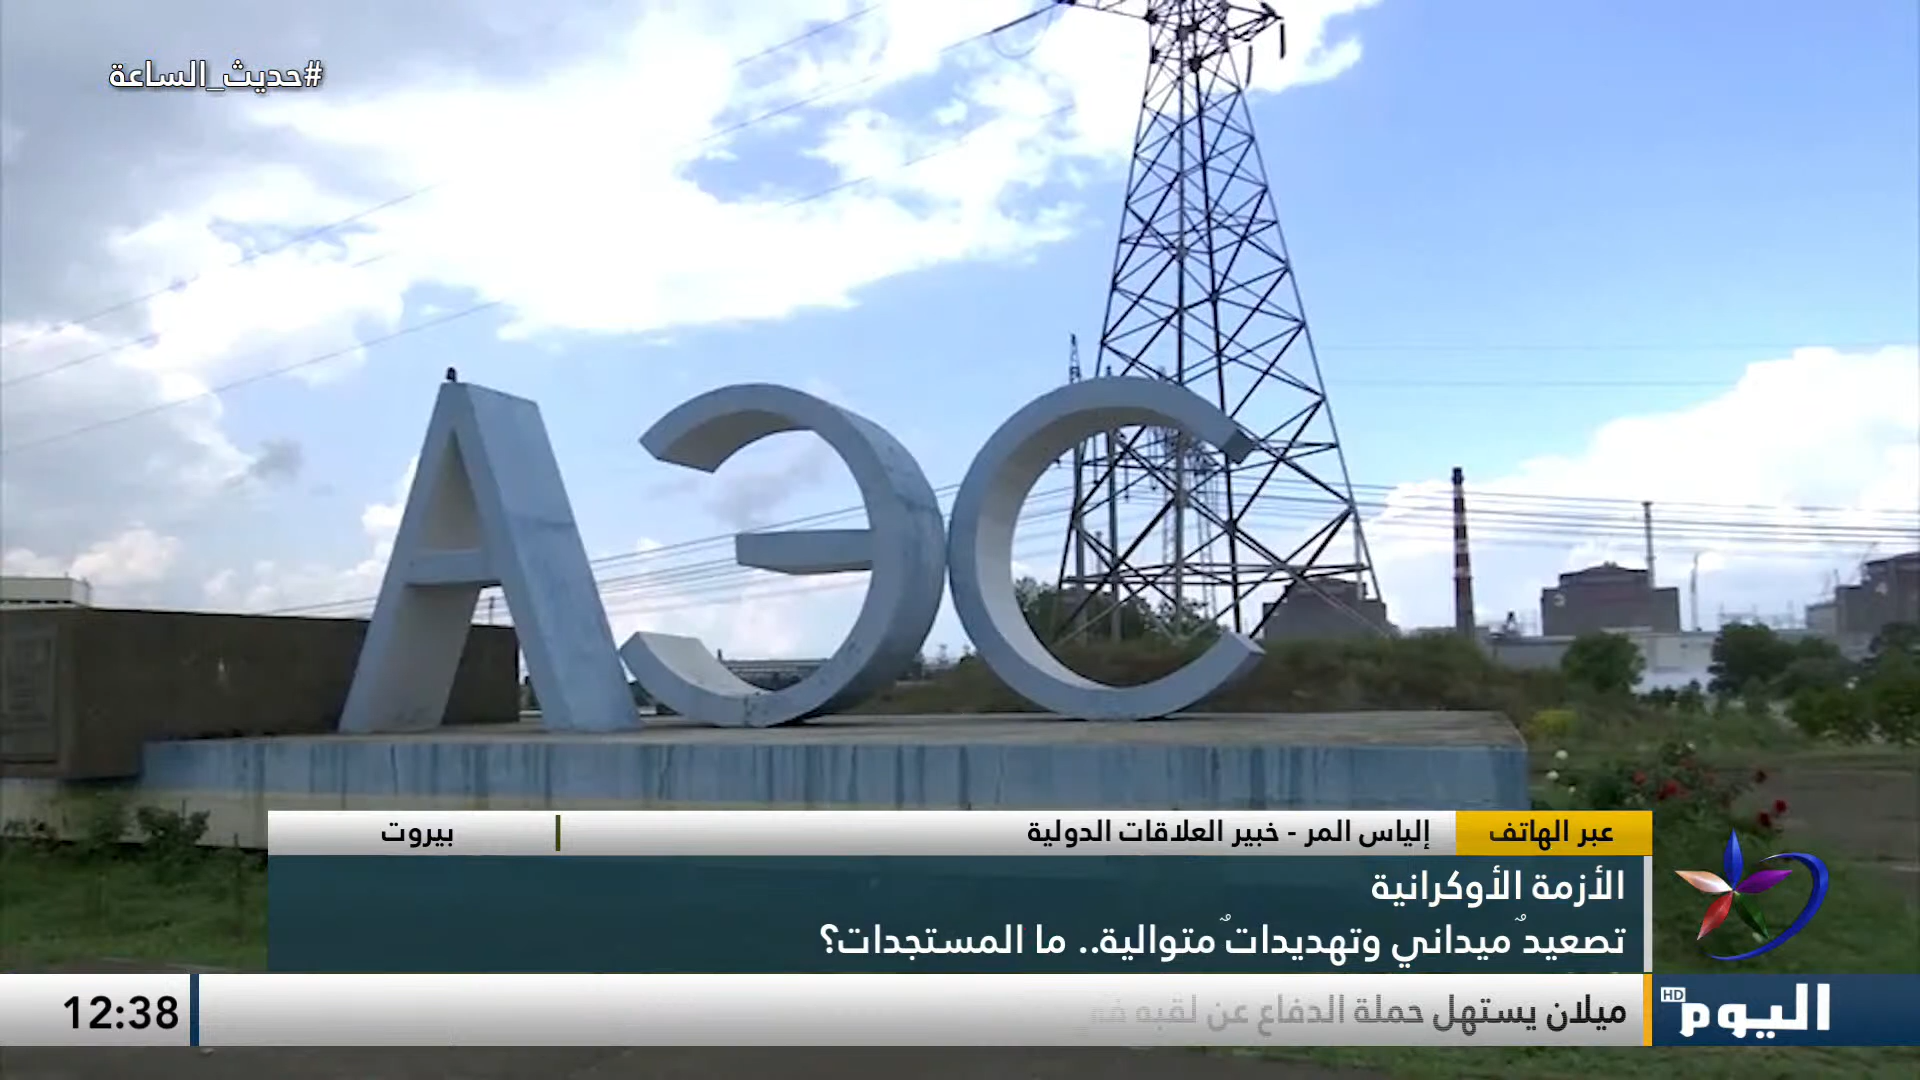 #حديث_الساعة
АЭС
عبر الهاتف
إلياس المر - خبير العلاقات الدولية
بيروت
الأزمة الأوكرانية
تصعيدٌ ميداني وتهديداتٌ متوالية.. ما المستجدات؟
اليوم HD
ميلان يستهل حملة الدفاع عن لقبه
12:38